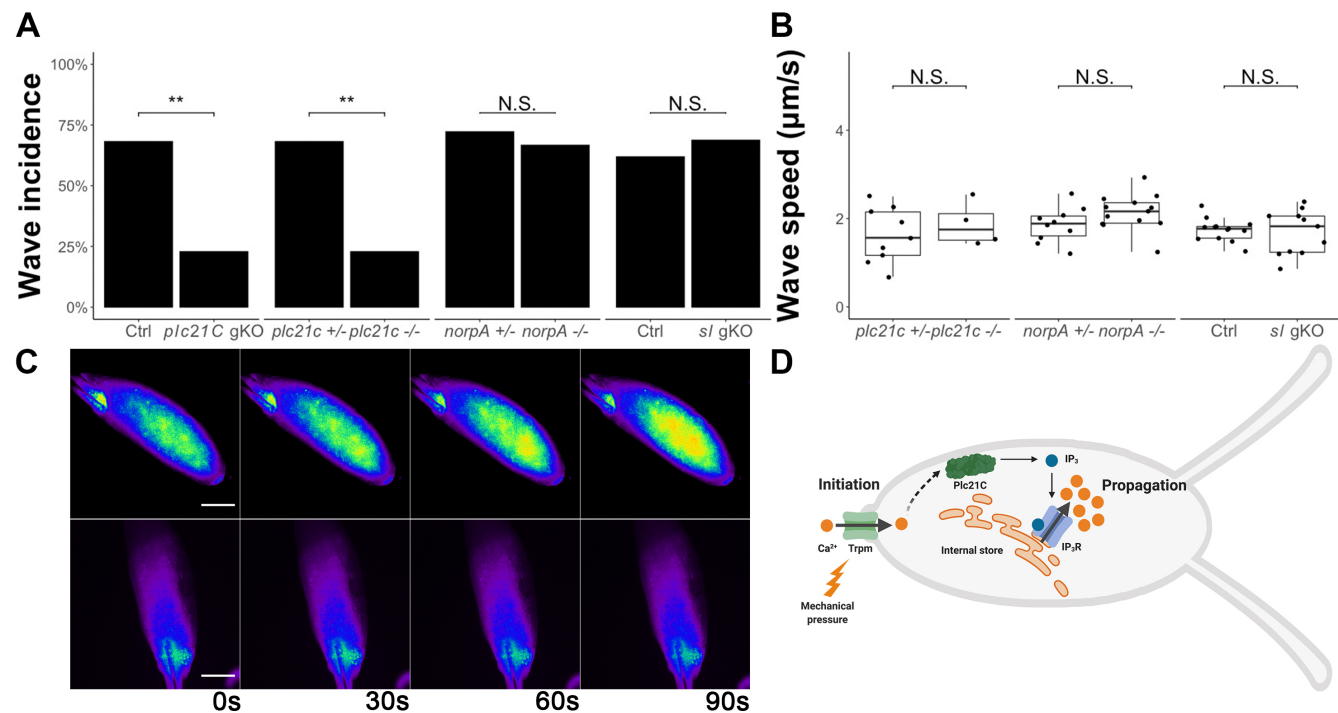 A
Wave incidence
100%
75%
50%
25%
0%
** ** N.S. N.S.
Ctrl plc21C gKO plc21c +/- plc21c -/- norpA +/- norpA -/- Ctrl sl gKO
B
Wave speed (µm/s)
4
2
0
N.S. N.S. N.S.
plc21c +/- plc21c -/- norpA +/- norpA -/- Ctrl sl gKO
C
0s 30s 60s 90s
D
Initiation
Plc21C
IP₃
Propagation
Ca²⁺ Trpm
Internal store
IP₃R
Mechanical
pressure